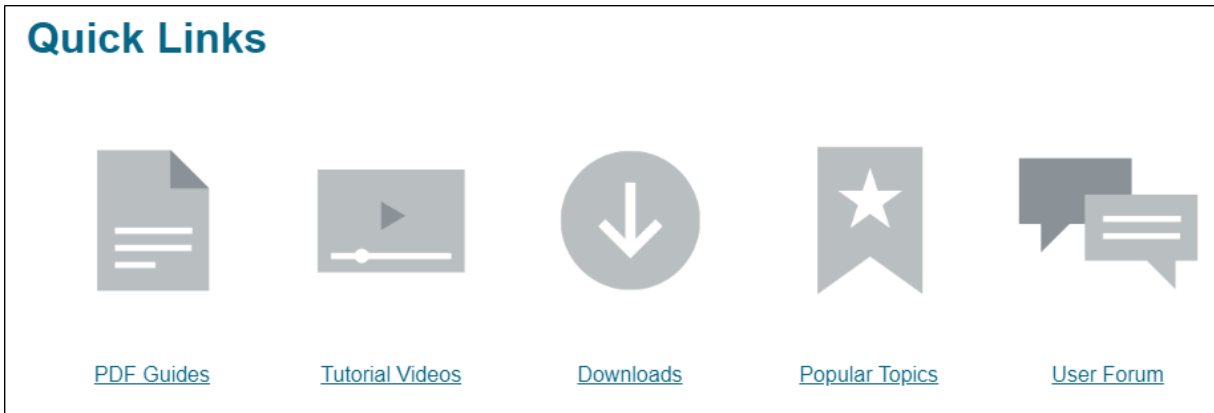 Quick Links
PDF Guides
Tutorial Videos
Downloads
Popular Topics
User Forum